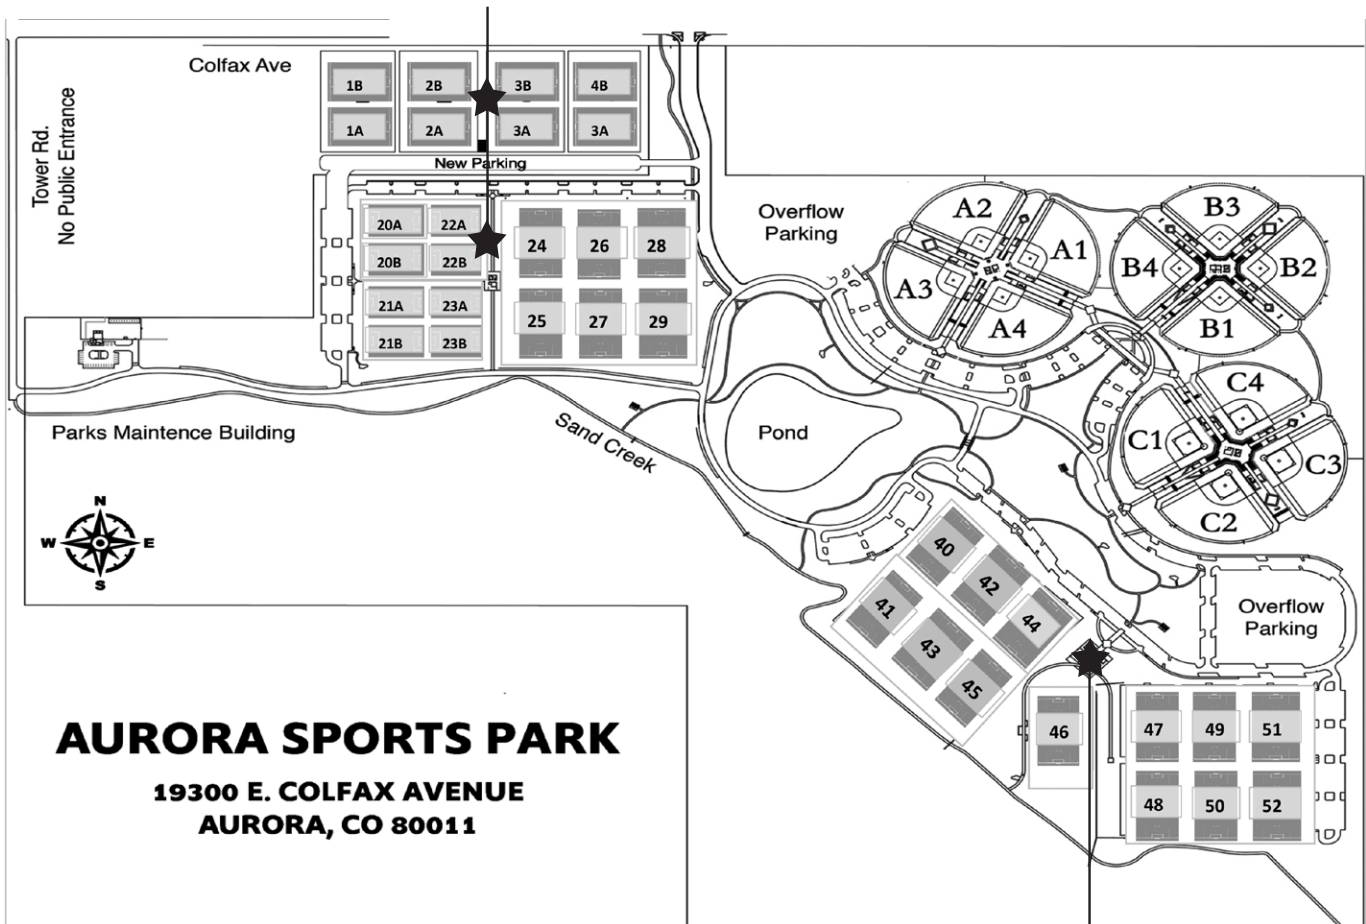 Colfax Ave
Tower Rd.
No Public Entrance
1B
2B
3B
4B
1A
2A
3A
3A
New Parking
20A
22A
20B
22B
21A
23A
21B
23B
24
26
28
25
27
29
Overflow
Parking
A2
A1
A3
A4
B3
B4
B2
B1
C4
C1
C3
C2
Parks Maintence Building
Sand Creek
Pond
N
W
E
S
40
42
44
41
43
45
Overflow
Parking
46
47
49
51
48
50
52
AURORA SPORTS PARK
19300 E. COLFAX AVENUE
AURORA, CO 80011